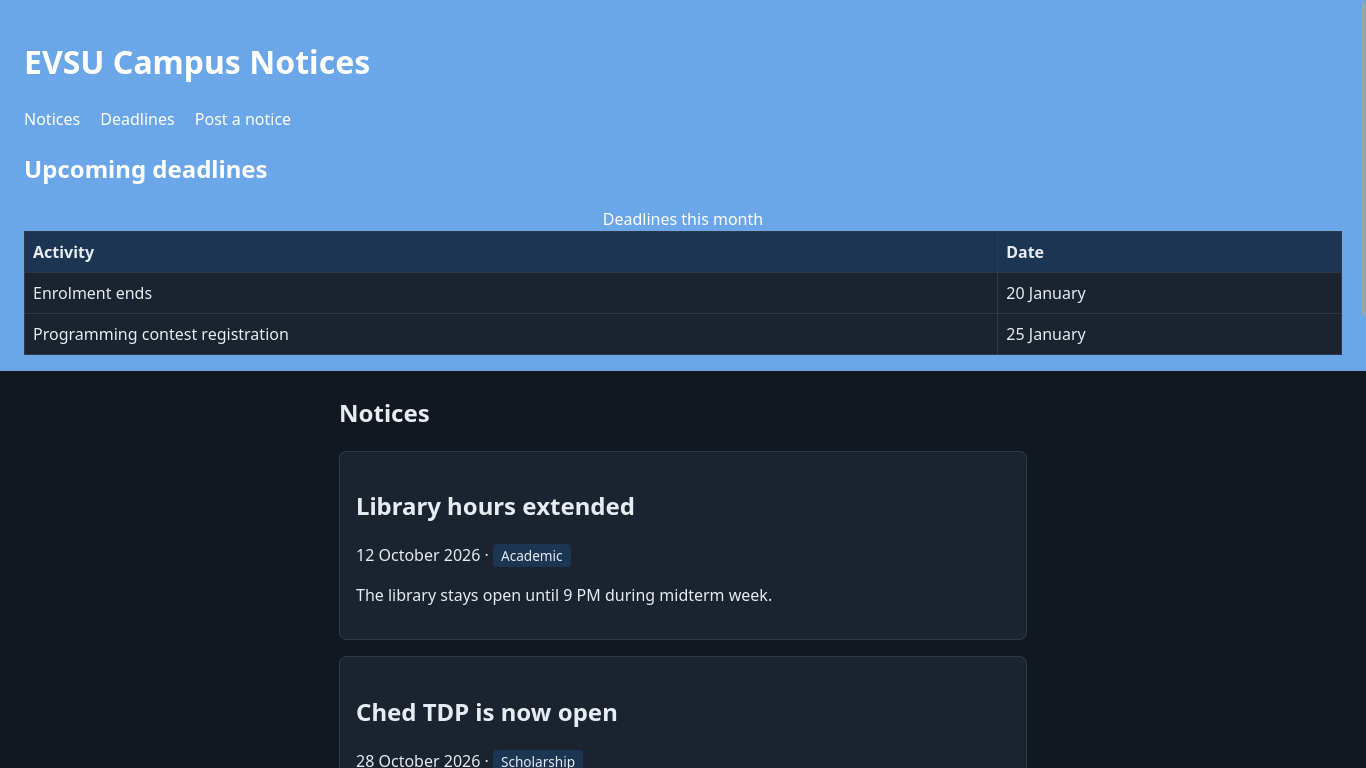 EVSU Campus Notices
Notices Deadlines Post a notice
Upcoming deadlines
Deadlines this month
Activity Date
Enrolment ends 20 January
Programming contest registration 25 January
Notices
Library hours extended
12 October 2026 · Academic
The library stays open until 9 PM during midterm week.
Ched TDP is now open
28 October 2026 · Scholarship